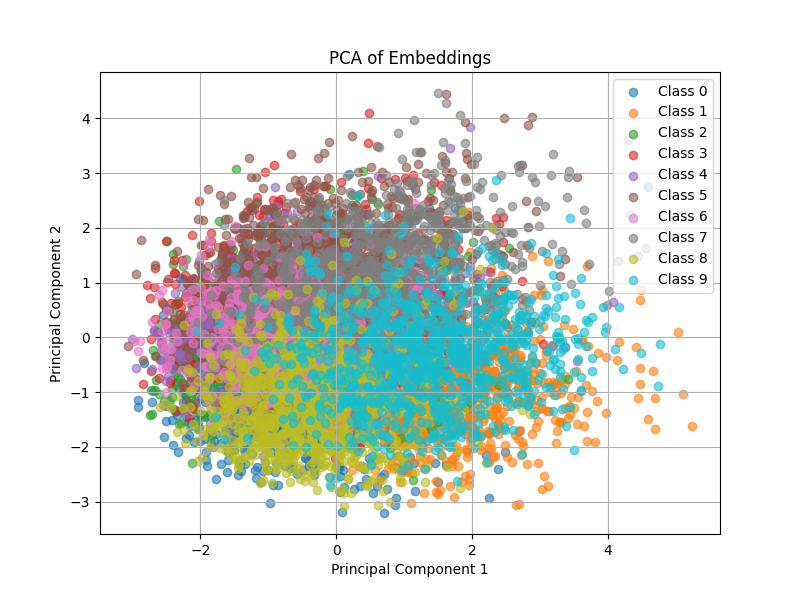 PCA of Embeddings
Class 0
Class 1
Class 2
Class 3
Class 4
Class 5
Class 6
Class 7
Class 8
Class 9
Principal Component 2
4
3
2
1
0
−1
−2
−3
−2 0 2 4
Principal Component 1